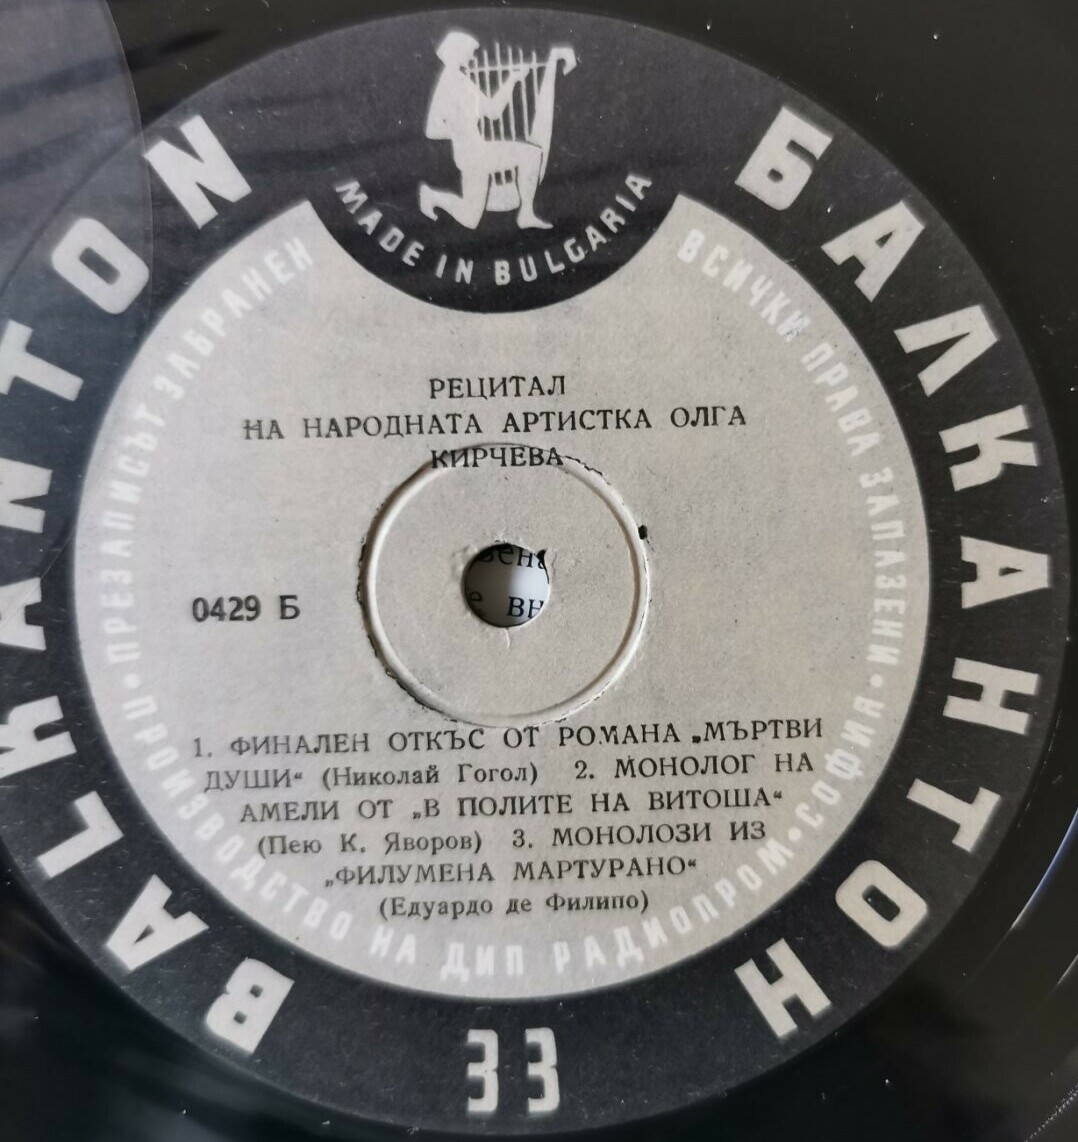 MADE IN BULGARIA
BALKANTON
БАЛКАНТОН
ВСИЧКИ ПРАВА ЗАПАЗЕНИ • СОФИЯ •
ПРОИЗВОДСТВО НА ДИП РАДИОПРОМ
• ПРЕЗАПИСЪТ ЗАБРАНЕН
РЕЦИТАЛ
НА НАРОДНАТА АРТИСТКА ОЛГА
КИРЧЕВА
0429 Б
1. ФИНАЛЕН ОТКЪС ОТ РОМАНА „МЪРТВИ
ДУШИ“ (Николай Гогол) 2. МОНОЛОГ НА
АМЕЛИ ОТ „В ПОЛИТЕ НА ВИТОША“
(Пею К. Яворов) 3. МОНОЛОЗИ ИЗ
„ФИЛУМЕНА МАРТУРАНО“
(Едуардо де Филипо)
33